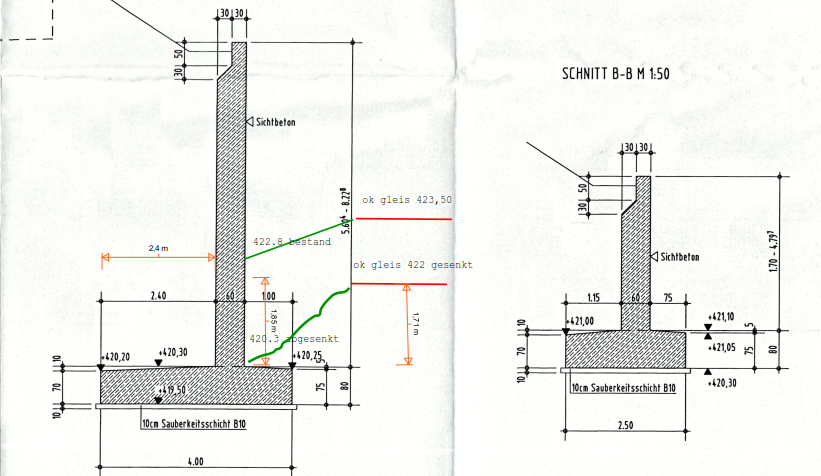 30 30
50
30
Sichtbeton
5.60⁴ - 8.22⁸
ok gleis 423,50
422.8 bestand
2,4 m
ok gleis 422 gesenkt
2.40
60
1.00
1.85 m
1,71 m
420.3 abgesenkt
+420,20
+420,30
+420,25
5
10
70
10
75
80
+419,50
10cm Sauberkeitsschicht B10
4.00
SCHNITT B-B M 1:50
30 30
50
30
Sichtbeton
1.70 - 4.79⁷
1.15
60
75
+421,00
+421,10
5
+421,05
10
70
10
75
80
+420,30
10cm Sauberkeitsschicht B10
2.50